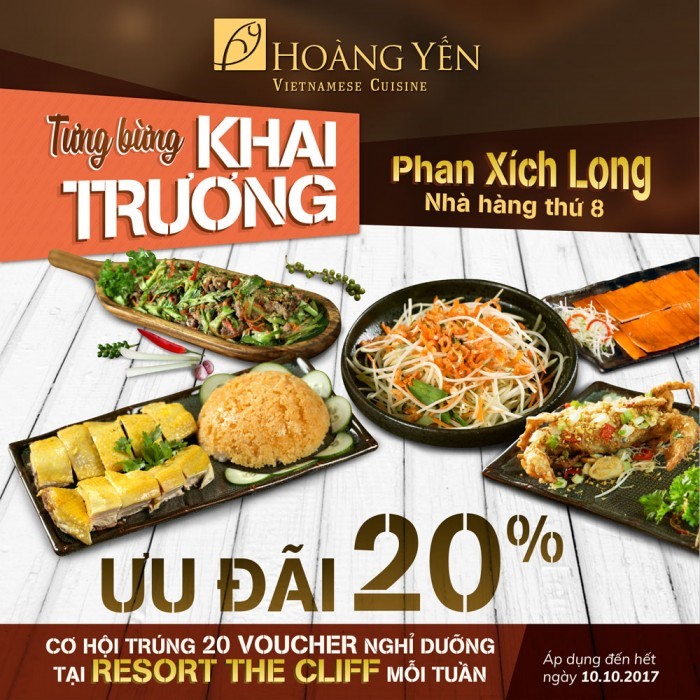 HOÀNG YẾN
VIETNAMESE CUISINE
Tưng bừng KHAI
TRƯƠNG
Phan Xích Long
Nhà hàng thứ 8
ƯU ĐÃI 20%
CƠ HỘI TRÚNG 20 VOUCHER NGHỈ DƯỠNG
TẠI RESORT THE CLIFF MỖI TUẦN
Áp dụng đến hết
ngày 10.10.2017